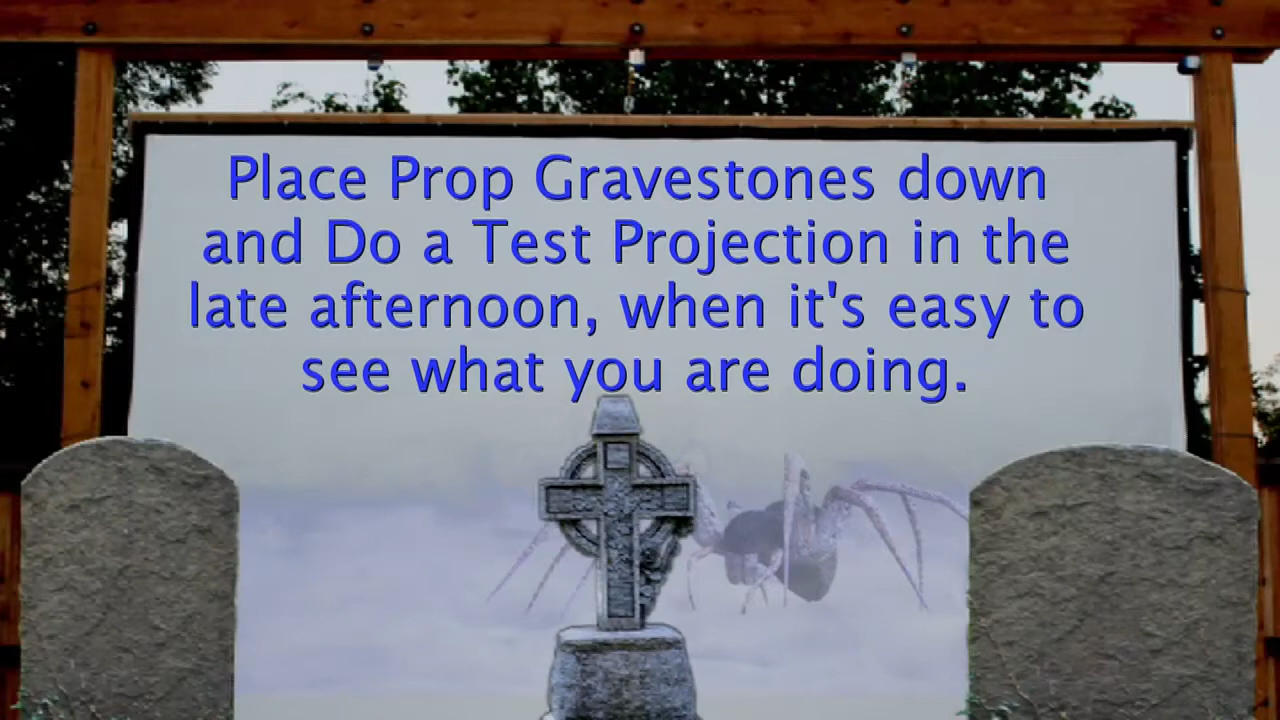 Place Prop Gravestones down
and Do a Test Projection in the
late afternoon, when it's easy to
see what you are doing.